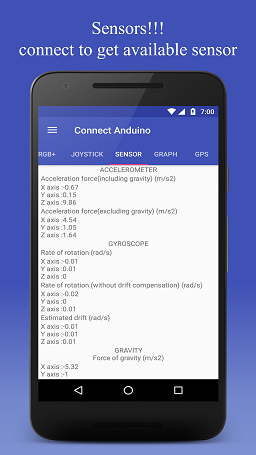 Sensors!!!
connect to get available sensor
7:00
Connect Arduino
RGB+ JOYSTICK SENSOR GRAPH GPS
ACCELEROMETER
Acceleration force(including gravity) (m/s2)
X axis :-0.67
Y axis :0.15
Z axis :9.86
Acceleration force(excluding gravity) (m/s2)
X axis :4.54
Y axis :1.05
Z axis :1.64
GYROSCOPE
Rate of rotation (rad/s)
X axis :-0.01
Y axis :0.01
Z axis :0
Rate of rotation (without drift compensation) (rad/s)
X axis :-0.02
Y axis :0
Z axis :0.01
Estimated drift (rad/s)
X axis :-0.01
Y axis :-0.01
Z axis :0.01
GRAVITY
Force of gravity (m/s2)
X axis :-5.32
Y axis :-1